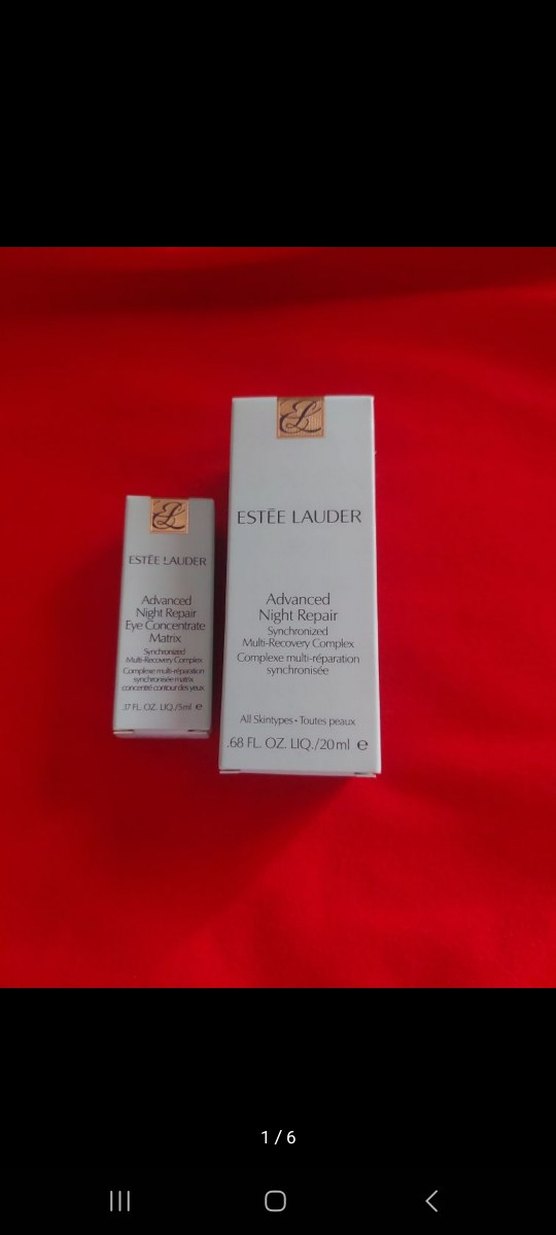 ESTĒE LAUDER
Advanced
Night Repair
Eye Concentrate
Matrix
Synchronized
Multi-Recovery Complex
Complexe multi-réparation
synchronisée matrix
concentré contour des yeux
.17 FL. OZ. LIQ./5ml e
ESTĒE LAUDER
Advanced
Night Repair
Synchronized
Multi-Recovery Complex
Complexe multi-réparation
synchronisée
All Skintypes • Toutes peaux
.68 FL. OZ. LIQ./20ml e
1 / 6